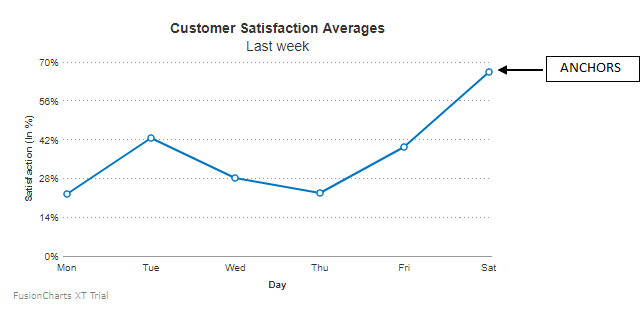 Customer Satisfaction Averages
Last week
70%
ANCHORS
56%
42%
Satisfaction (In %)
28%
14%
0%
Mon Tue Wed Thu Fri Sat
Day
FusionCharts XT Trial